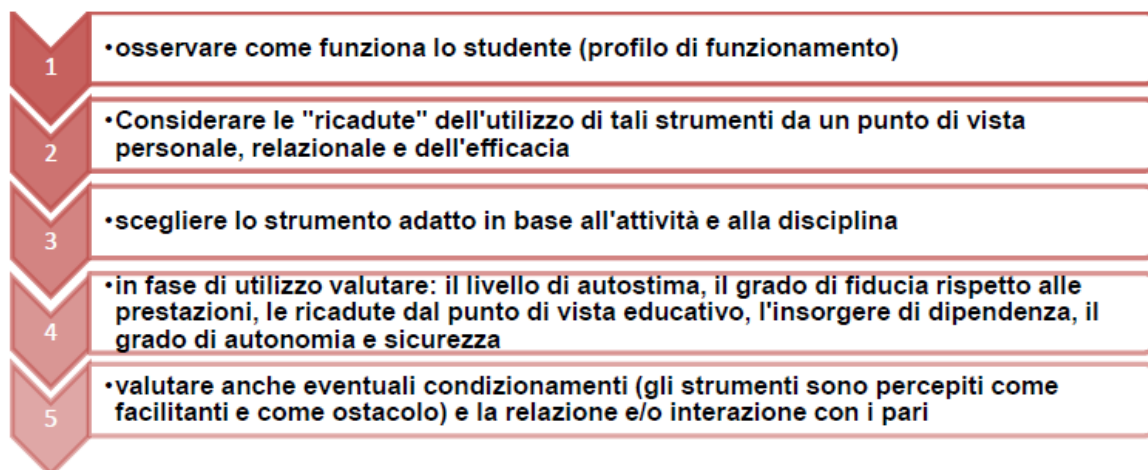 1
•osservare come funziona lo studente (profilo di funzionamento)
2
•Considerare le "ricadute" dell'utilizzo di tali strumenti da un punto di vista
personale, relazionale e dell'efficacia
3
•scegliere lo strumento adatto in base all'attività e alla disciplina
4
•in fase di utilizzo valutare: il livello di autostima, il grado di fiducia rispetto alle
prestazioni, le ricadute dal punto di vista educativo, l'insorgere di dipendenza, il
grado di autonomia e sicurezza
5
•valutare anche eventuali condizionamenti (gli strumenti sono percepiti come
facilitanti e come ostacolo) e la relazione e/o interazione con i pari